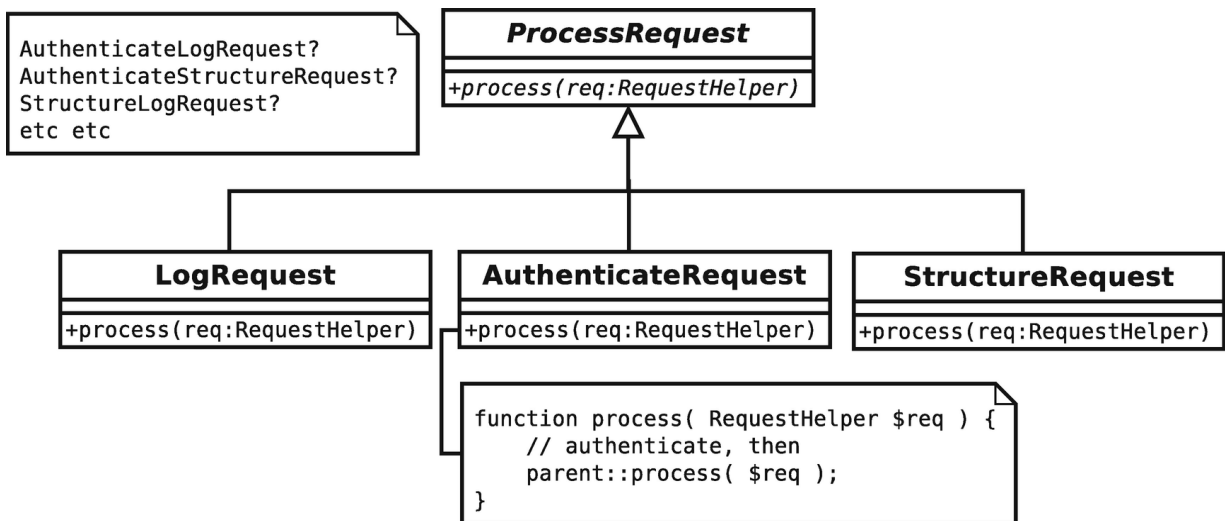 AuthenticateLogRequest?
AuthenticateStructureRequest?
StructureLogRequest?
etc etc
ProcessRequest
+process(req:RequestHelper)
LogRequest
+process(req:RequestHelper)
AuthenticateRequest
+process(req:RequestHelper)
StructureRequest
+process(req:RequestHelper)
function process( RequestHelper $req ) {
    // authenticate, then
    parent::process( $req );
}